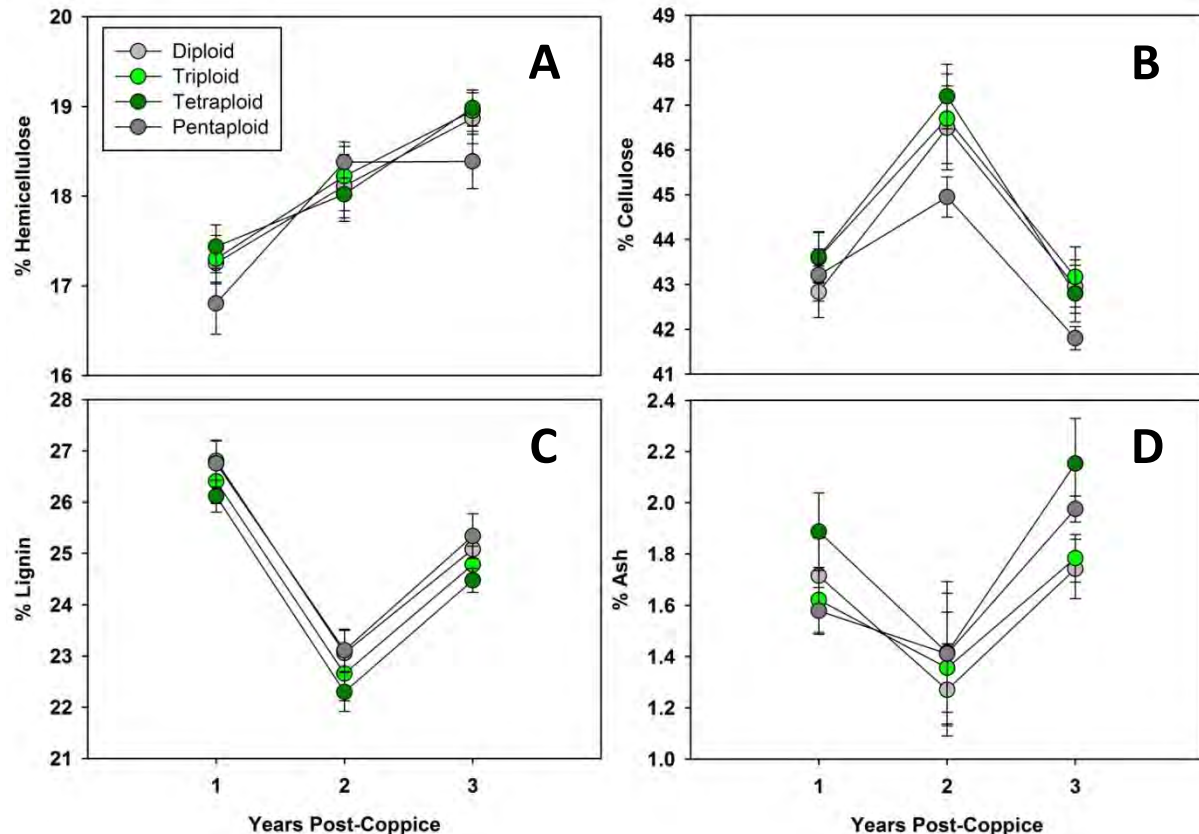 20
19
18
17
16
% Hemicellulose
Diploid
Triploid
Tetraploid
Pentaploid
A
49
48
47
46
45
44
43
42
41
% Cellulose
B
28
27
26
25
24
23
22
21
% Lignin
C
1 2 3
Years Post-Coppice
2.4
2.2
2.0
1.8
1.6
1.4
1.2
1.0
% Ash
D
1 2 3
Years Post-Coppice